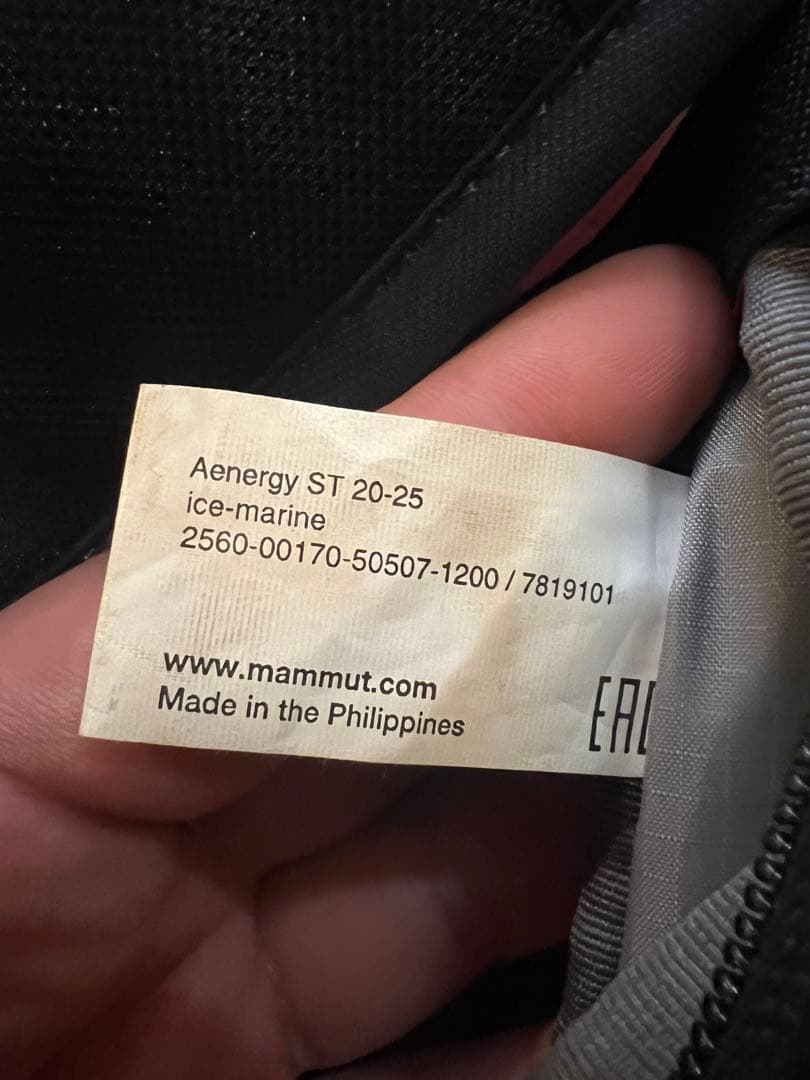 Aenergy ST 20-25
ice-marine
2560-00170-50507-1200 / 7819101
www.mammut.com
Made in the Philippines